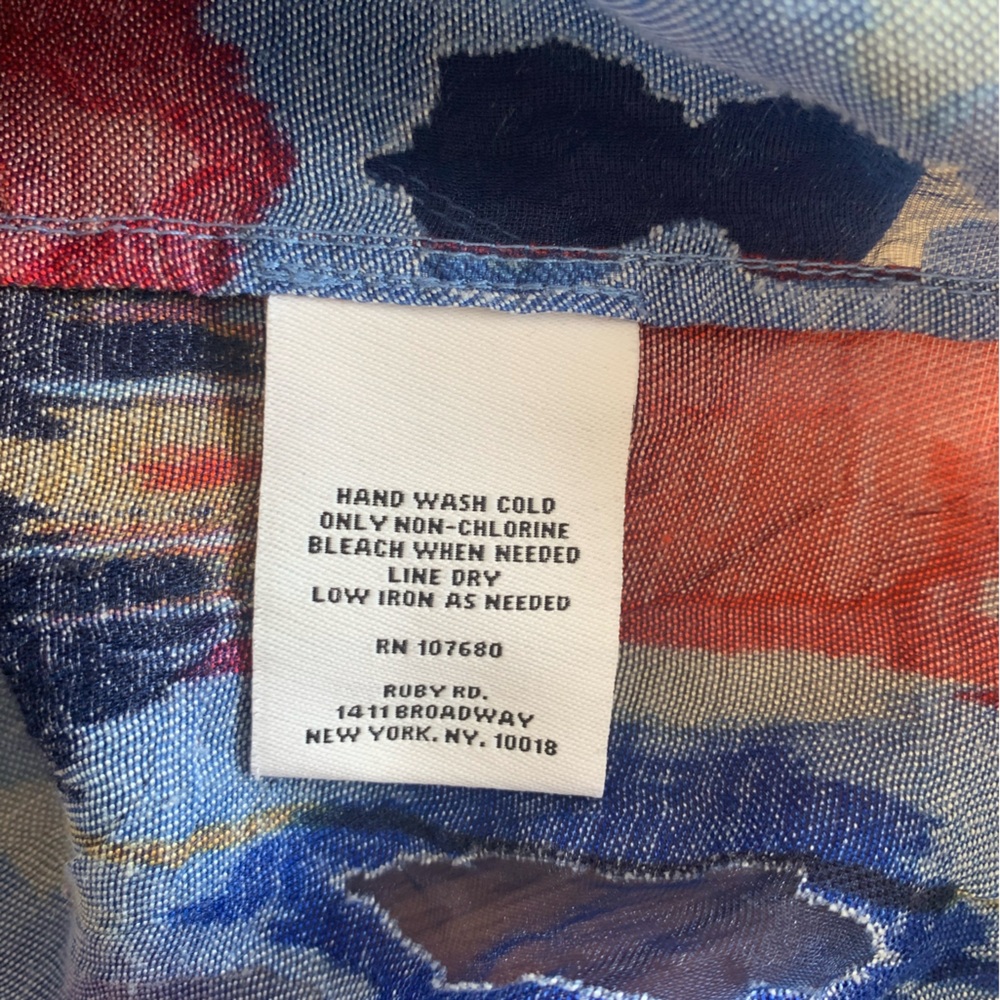 HAND WASH COLD
ONLY NON-CHLORINE
BLEACH WHEN NEEDED
LINE DRY
LOW IRON AS NEEDED
RN 107680
RUBY RD.
1411 BROADWAY
NEW YORK. NY. 10018